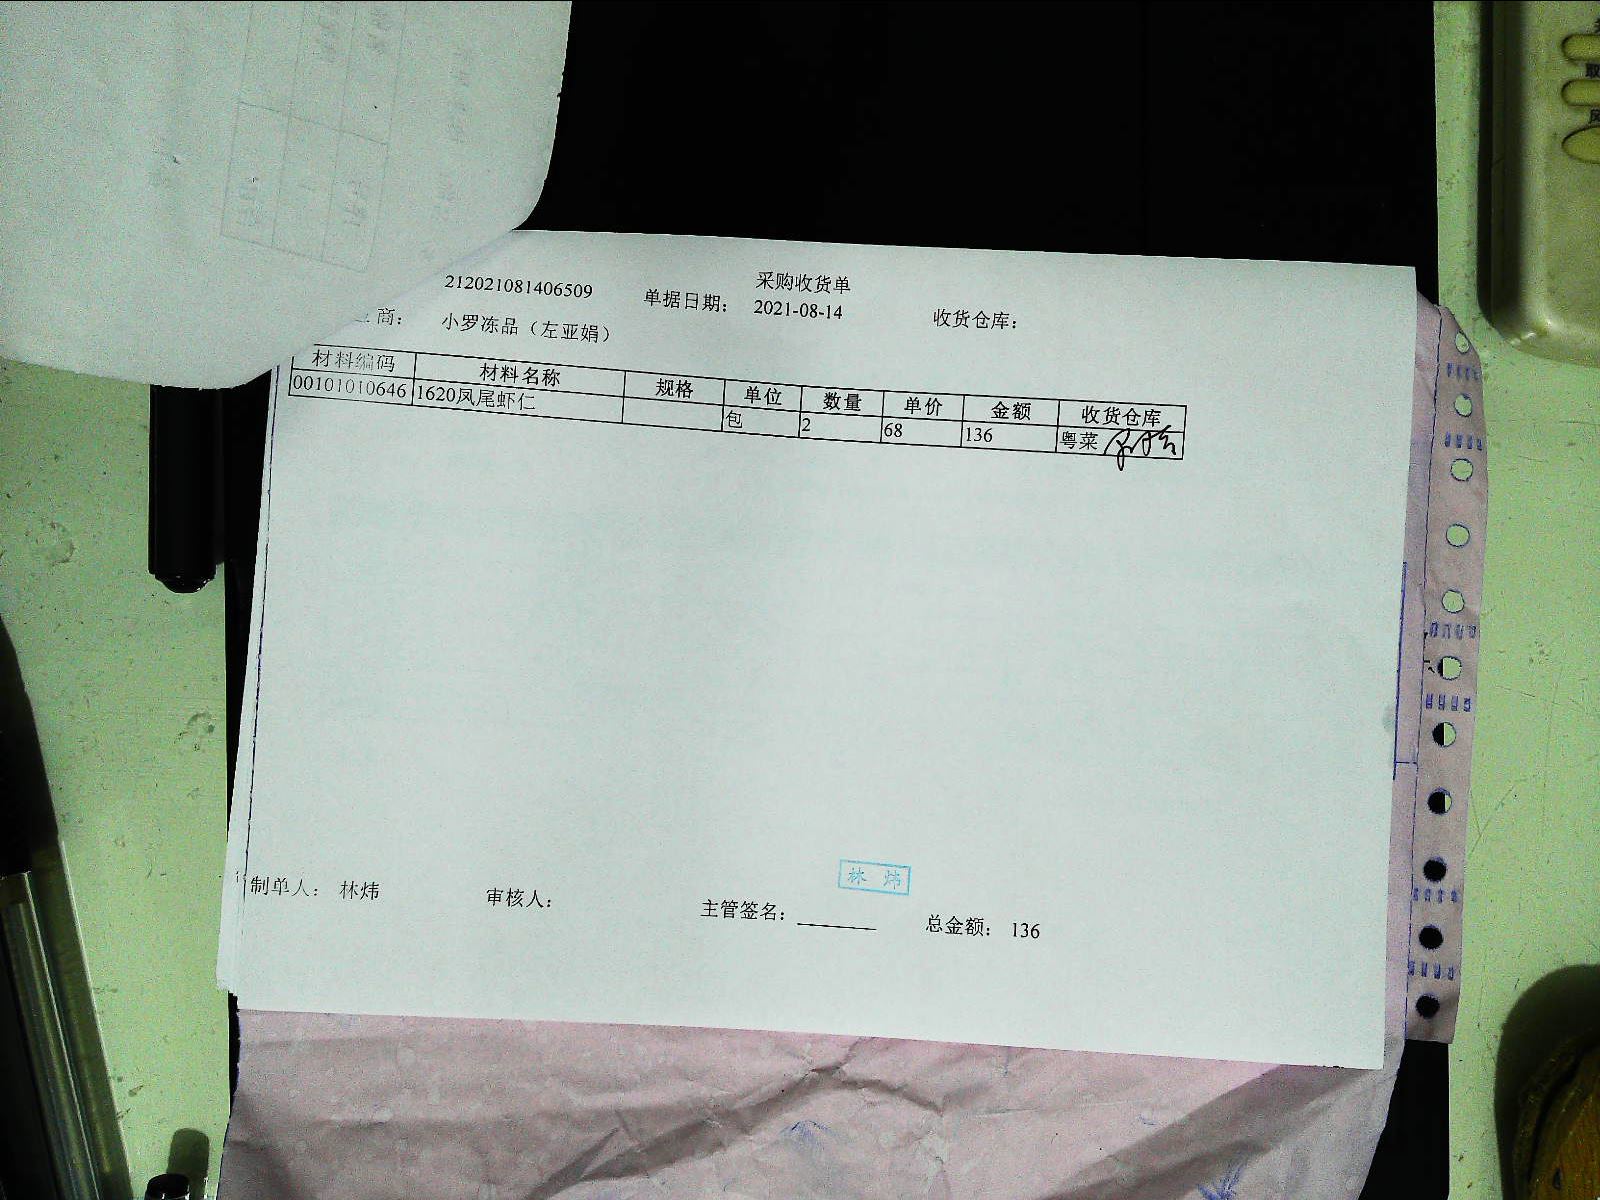 采购收货单
212021081406509 单据日期： 2021-08-14 收货仓库：
商： 小罗冻品（左亚娟）
材料编码 材料名称 规格 单位 数量 单价 金额 收货仓库
00101010646 1620凤尾虾仁 包 2 68 136 粤菜
林炜
制单人： 林炜 审核人： 主管签名： 总金额： 136